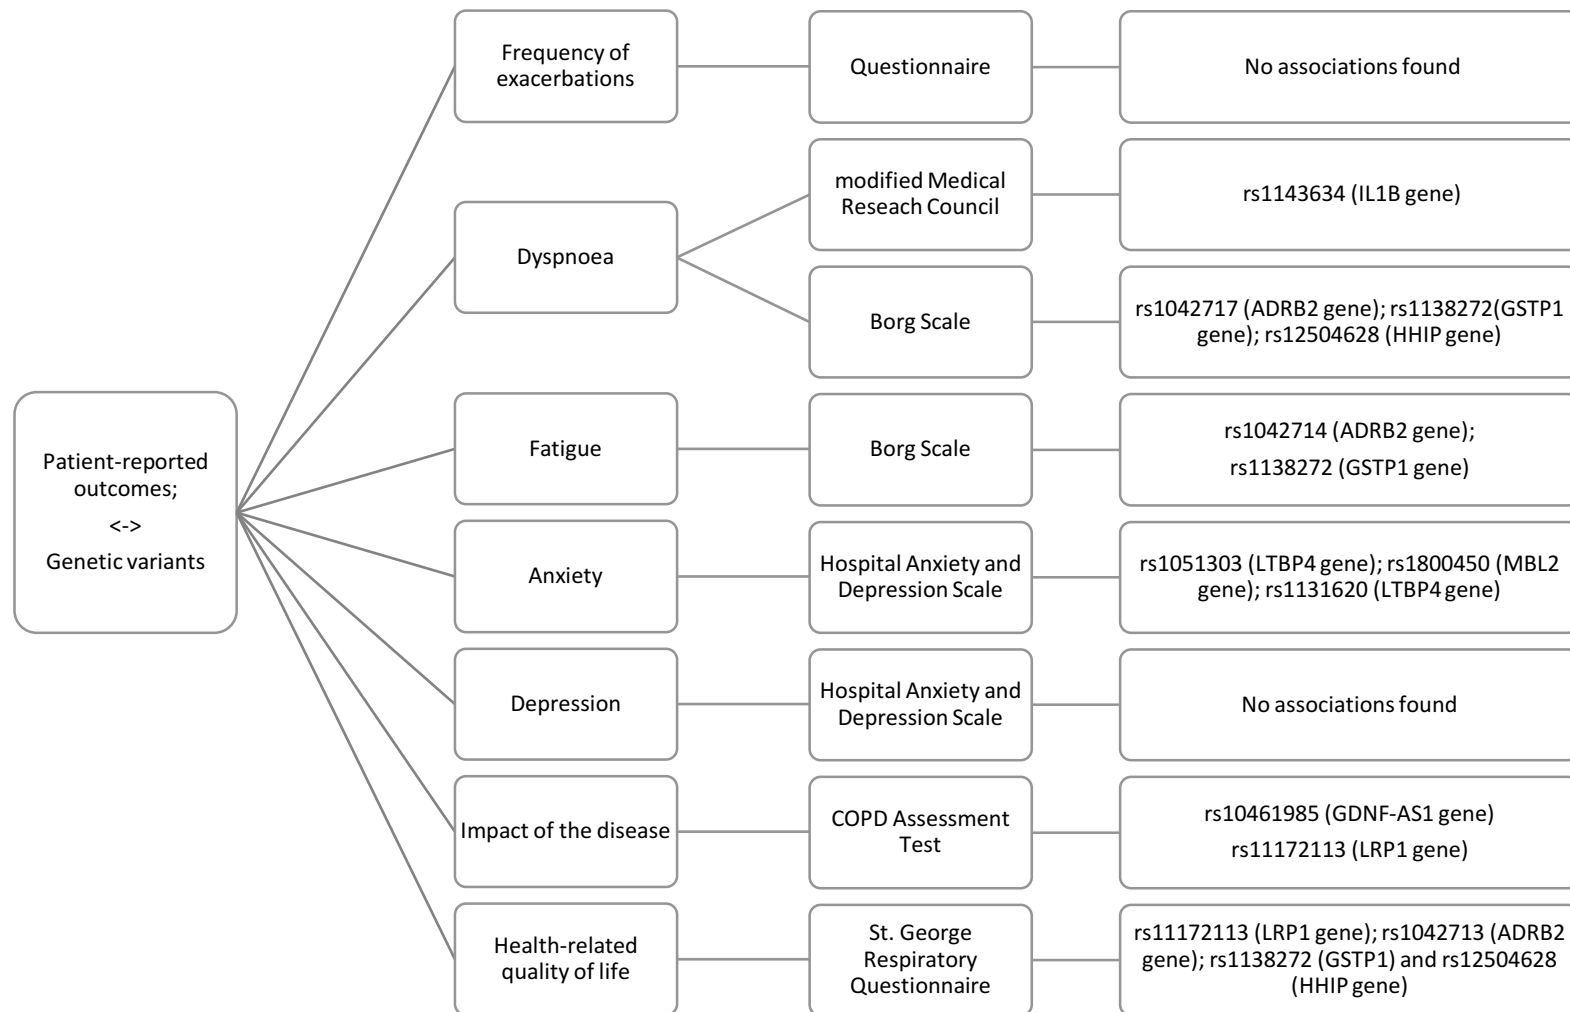 Patient-reported
outcomes;
<->
Genetic variants
Frequency of
exacerbations
Questionnaire
No associations found
Dyspnoea
modified Medical
Reseach Council
rs1143634 (IL1B gene)
Borg Scale
rs1042717 (ADRB2 gene); rs1138272(GSTP1
gene); rs12504628 (HHIP gene)
Fatigue
Borg Scale
rs1042714 (ADRB2 gene);
rs1138272 (GSTP1 gene)
Anxiety
Hospital Anxiety and
Depression Scale
rs1051303 (LTBP4 gene); rs1800450 (MBL2
gene); rs1131620 (LTBP4 gene)
Depression
Hospital Anxiety and
Depression Scale
No associations found
Impact of the disease
COPD Assessment
Test
rs10461985 (GDNF-AS1 gene)
rs11172113 (LRP1 gene)
Health-related
quality of life
St. George
Respiratory
Questionnaire
rs11172113 (LRP1 gene); rs1042713 (ADRB2
gene); rs1138272 (GSTP1) and rs12504628
(HHIP gene)